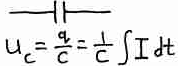 u_c = q/c = 1/c ∫ I dt